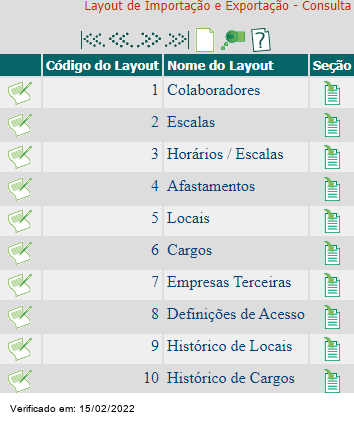 Layout de Importação e Exportação - Consulta
Código do Layout Nome do Layout Seção
1 Colaboradores
2 Escalas
3 Horários / Escalas
4 Afastamentos
5 Locais
6 Cargos
7 Empresas Terceiras
8 Definições de Acesso
9 Histórico de Locais
10 Histórico de Cargos
Verificado em: 15/02/2022